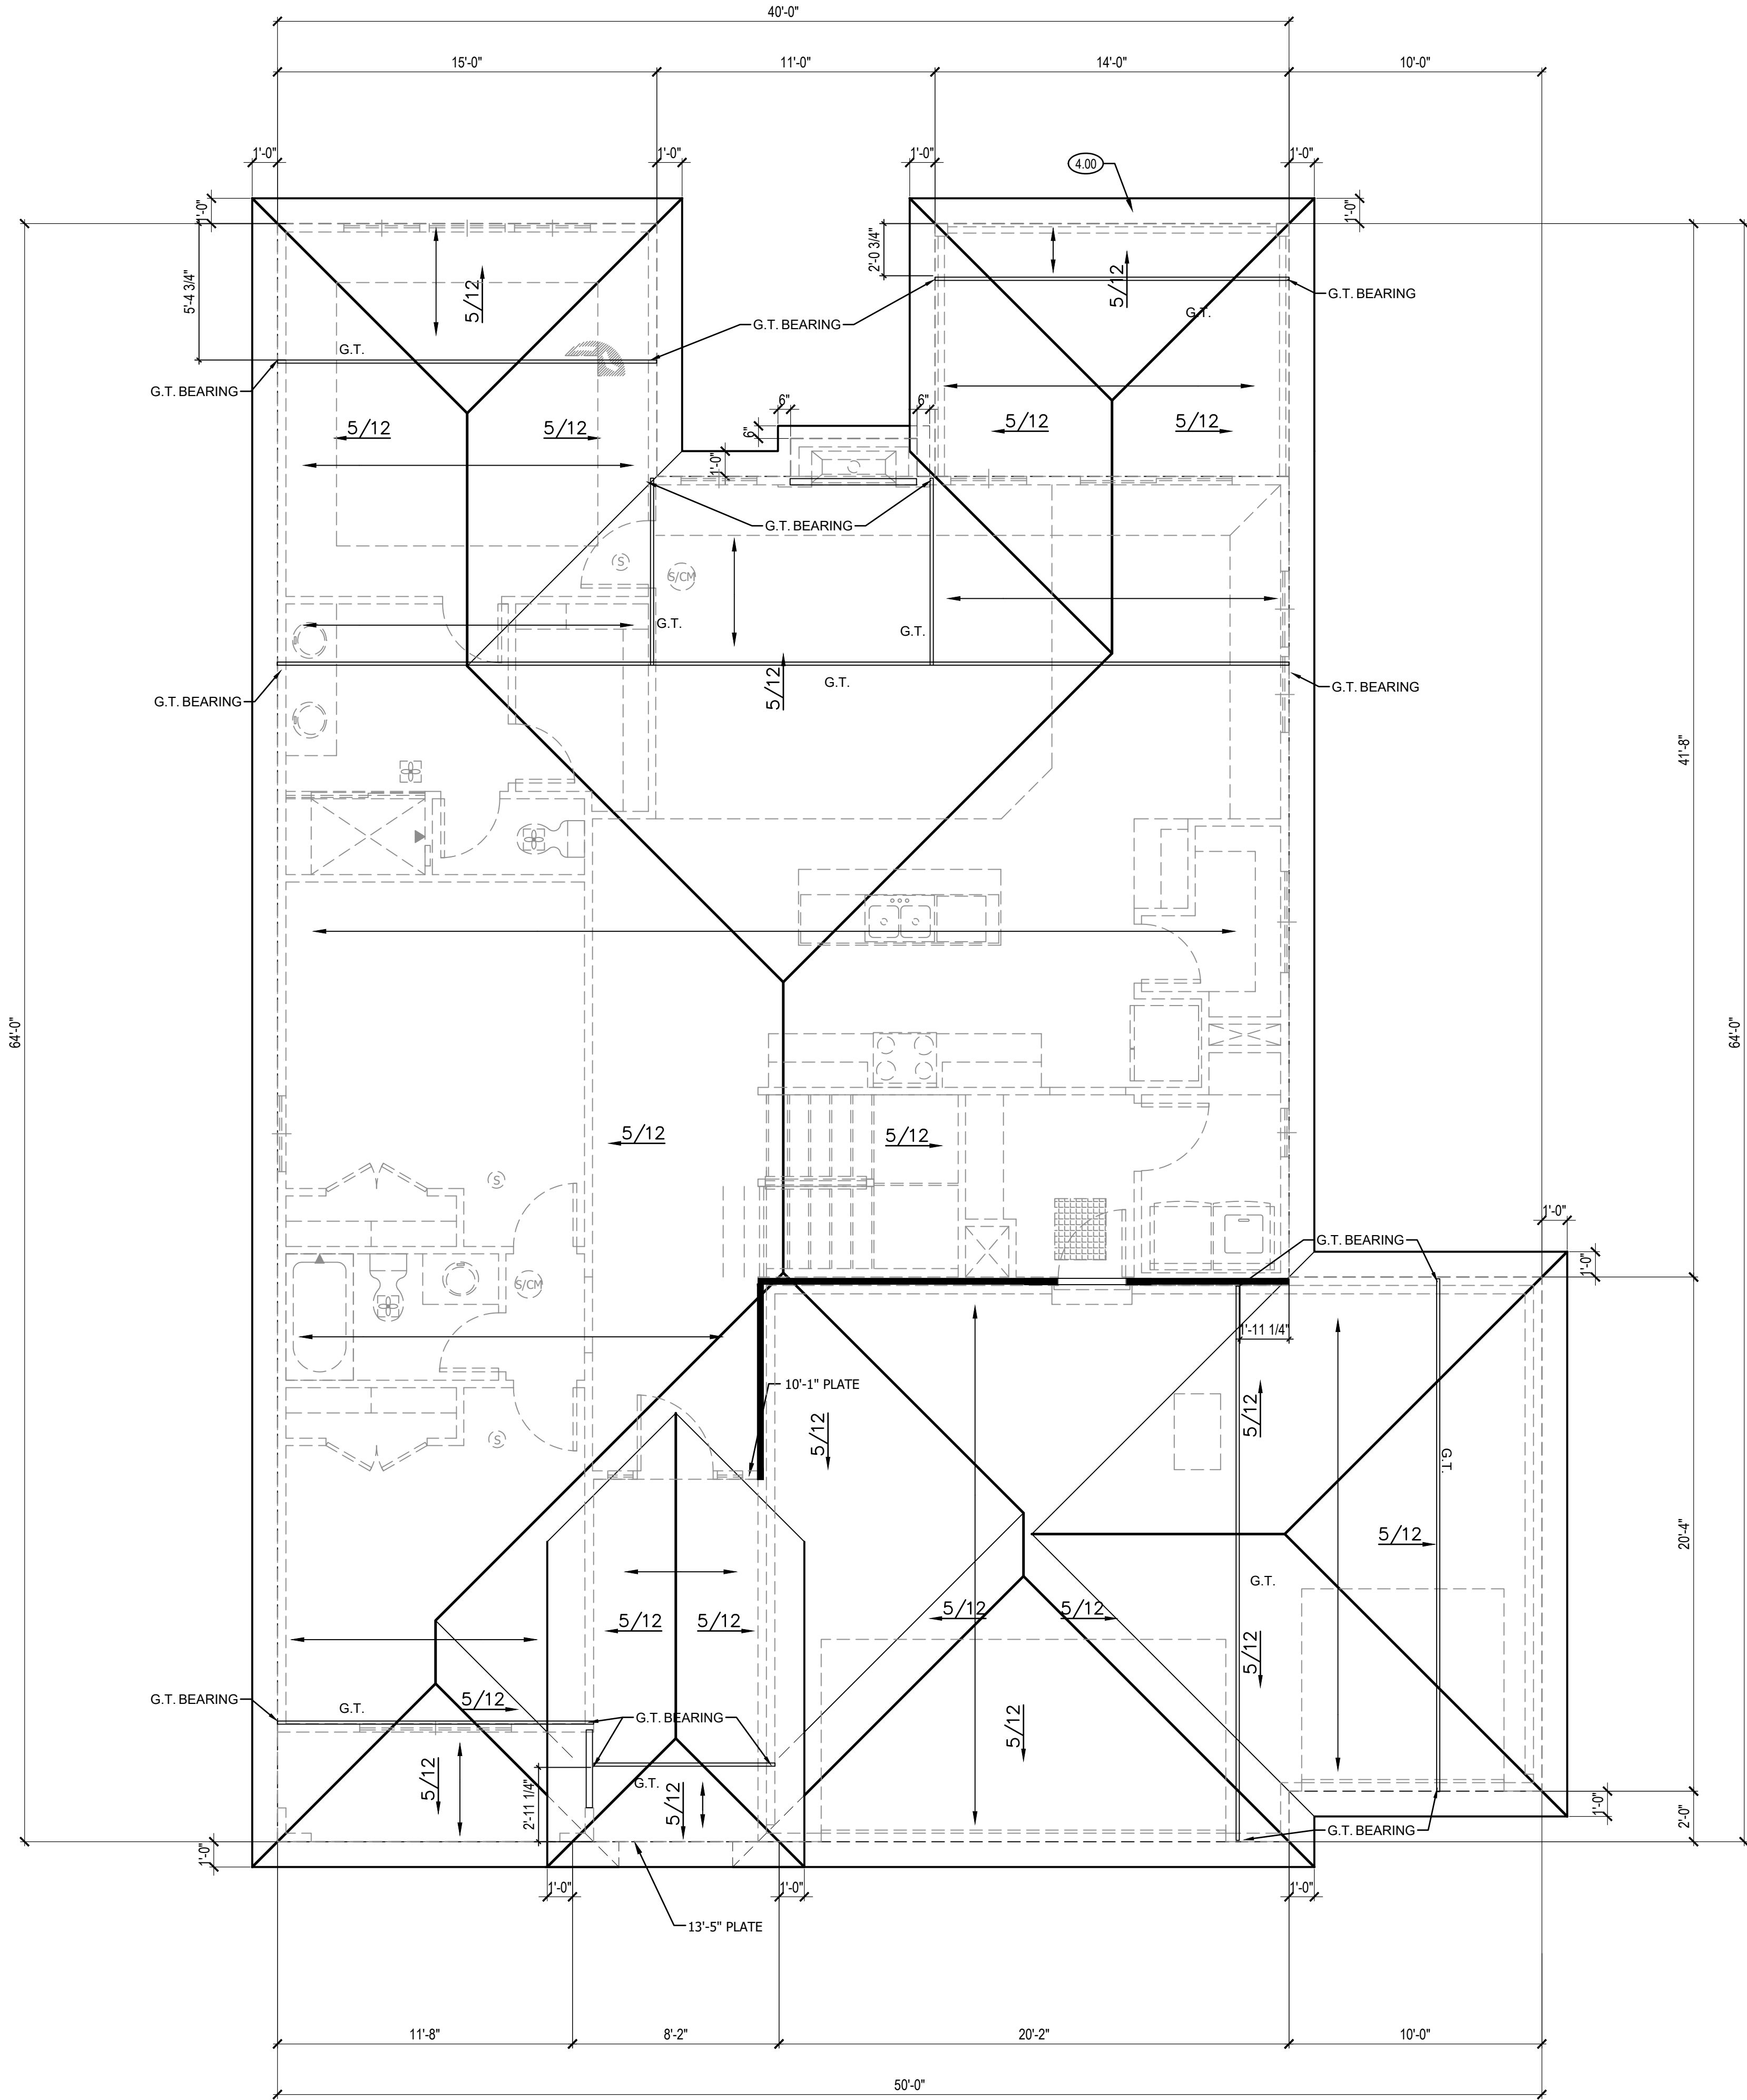 40'-0"
15'-0" 11'-0" 14'-0" 10'-0"
1'-0" 1'-0" 1'-0" 4.00 1'-0"
1'-0" 1'-0"
5'-4 3/4" 2'-0 3/4"
5/12 5/12
G.T. BEARING
G.T.
G.T. BEARING
G.T.
G.T. BEARING
5/12 5/12 6" 6" 5/12 5/12
6"
1'-0"
G.T. BEARING
S
S/CM
G.T. G.T.
5/12
G.T.
G.T. BEARING G.T. BEARING
41'-8"
64'-0" 64'-0"
5/12 5/12
S
1'-0"
G.T. BEARING
1'-0"
S/CM
1'-11 1/4"
10'-1" PLATE
5/12 5/12
S
G.T.
20'-4"
5/12
G.T.
5/12 5/12 5/12 5/12
5/12
G.T. BEARING
G.T.
5/12
G.T. BEARING
5/12
5/12
G.T.
5/12
2'-11 1/4"
1'-0"
2'-0"
G.T. BEARING
1'-0"
1'-0" 1'-0" 1'-0"
13'-5" PLATE
11'-8" 8'-2" 20'-2" 10'-0"
50'-0"